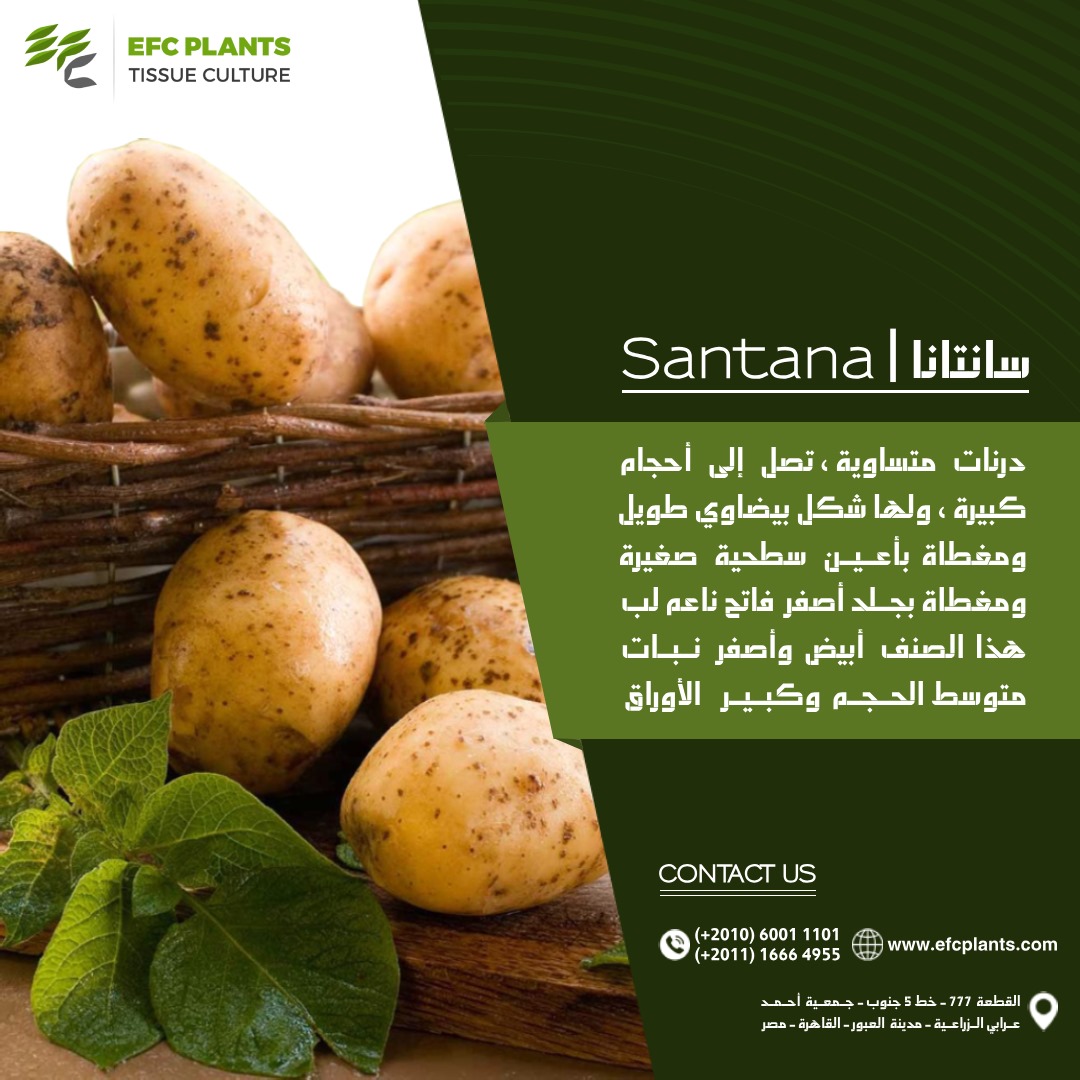 EFC PLANTS
TISSUE CULTURE
Santana | سانتانا
درنات متساوية ، تصل إلى أحجام
كبيرة ، ولها شكل بيضاوي طويل
ومغطاة بأعين سطحية صغيرة
ومغطاة بجلد أصفر فاتح ناعم لب
هذا الصنف أبيض وأصفر نبات
متوسط الحجم وكبير الأوراق
CONTACT US
(+2010) 6001 1101
(+2011) 1666 4955
www.efcplants.com
القطعة 777 - خط 5 جنوب - جمعية أحمد
عرابي الزراعية - مدينة العبور - القاهرة - مصر